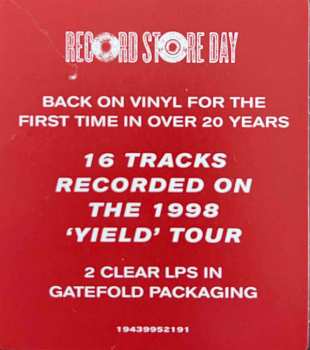 RECORD STORE DAY
BACK ON VINYL FOR THE
FIRST TIME IN OVER 20 YEARS
16 TRACKS
RECORDED ON
THE 1998
‘YIELD’ TOUR
2 CLEAR LPS IN
GATEFOLD PACKAGING
19439952191